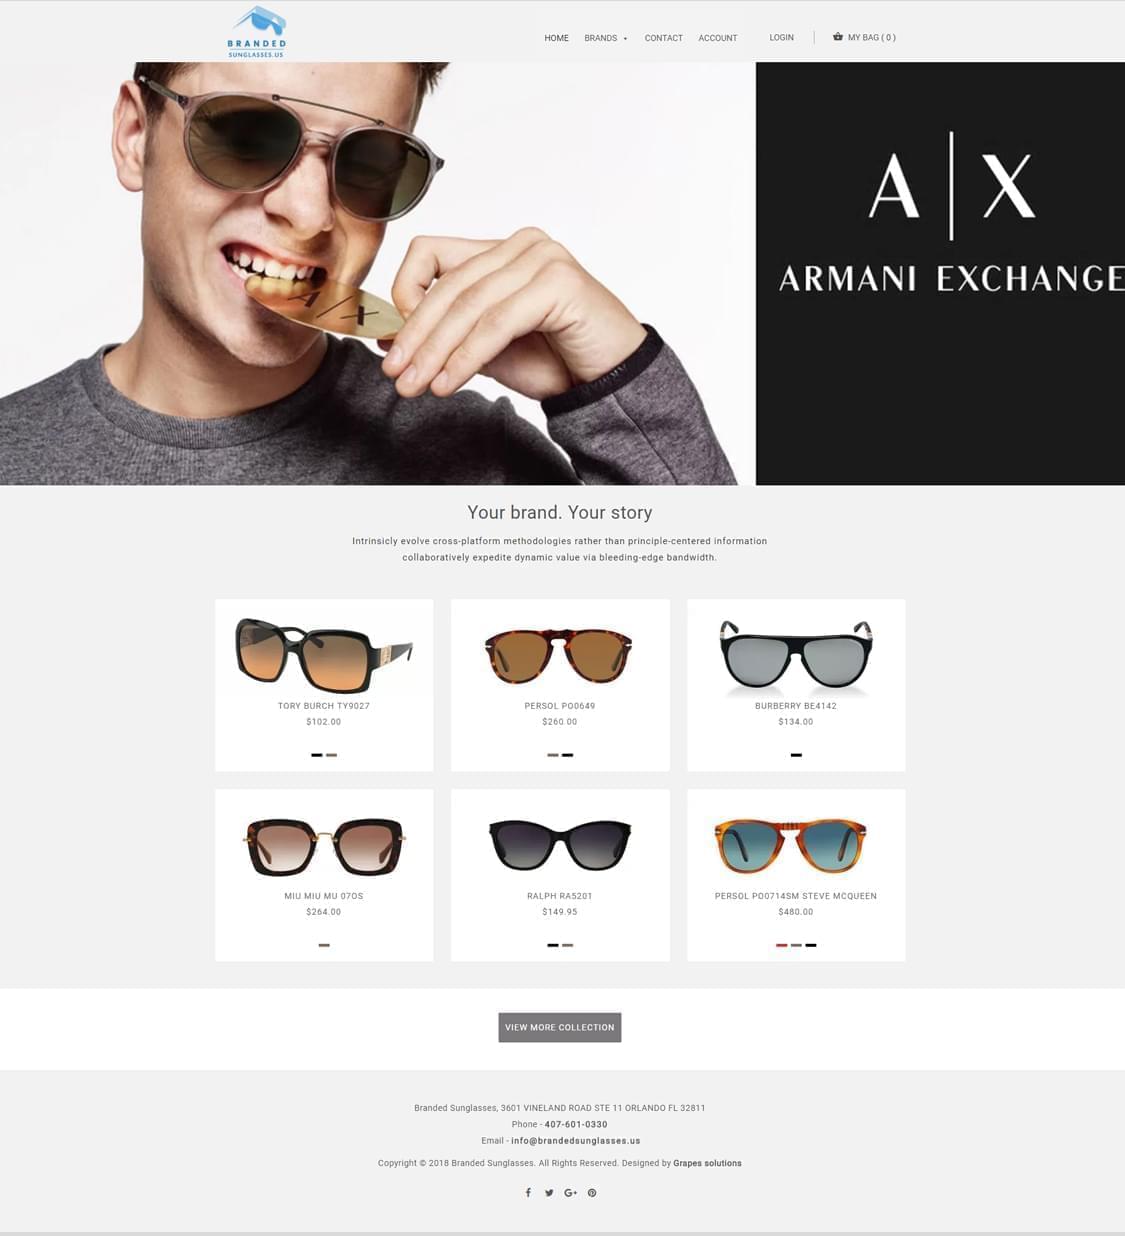 BRANDED
SUNGLASSES.US
HOME BRANDS CONTACT ACCOUNT LOGIN MY BAG ( 0 )
A|X
ARMANI EXCHANGE
A/X
Your brand. Your story
Intrinsicly evolve cross-platform methodologies rather than principle-centered information
collaboratively expedite dynamic value via bleeding-edge bandwidth.
TORY BURCH TY9027
$102.00
PERSOL PO0649
$260.00
BURBERRY BE4142
$134.00
MIU MIU MU 07OS
$264.00
RALPH RA5201
$149.95
PERSOL PO0714SM STEVE MCQUEEN
$480.00
VIEW MORE COLLECTION
Branded Sunglasses, 3601 VINELAND ROAD STE 11 ORLANDO FL 32811
Phone - 407-601-0330
Email - info@brandedsunglasses.us
Copyright © 2018 Branded Sunglasses. All Rights Reserved. Designed by Grapes solutions